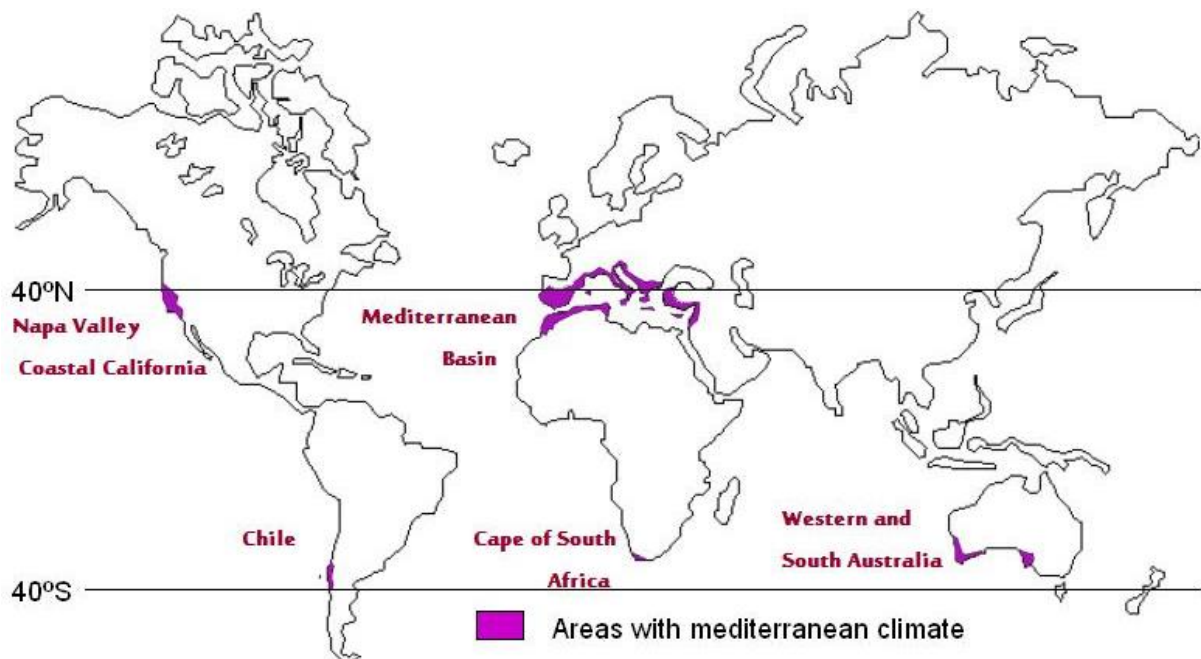 40ºN
Napa Valley
Coastal California
Mediterranean
Basin
Chile
Cape of South
Africa
Western and
South Australia
40ºS
Areas with mediterranean climate